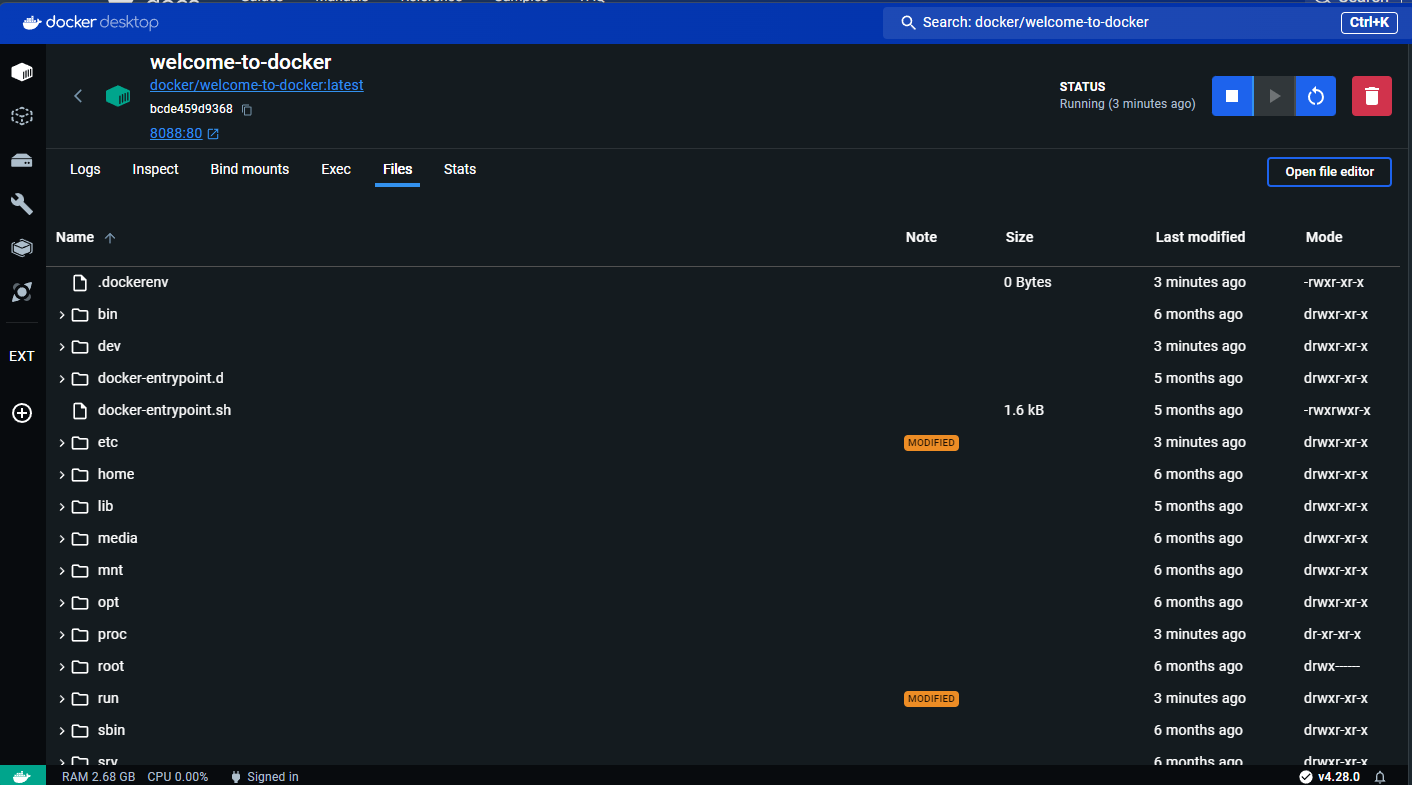 docker desktop
Search: docker/welcome-to-docker
Ctrl+K
welcome-to-docker
docker/welcome-to-docker:latest
bcde459d9368
8088:80
STATUS
Running (3 minutes ago)
Logs Inspect Bind mounts Exec Files Stats
Open file editor
Name Note Size Last modified Mode
.dockerenv 0 Bytes 3 minutes ago -rwxr-xr-x
bin 6 months ago drwxr-xr-x
dev 3 minutes ago drwxr-xr-x
EXT
docker-entrypoint.d 5 months ago drwxr-xr-x
docker-entrypoint.sh 1.6 kB 5 months ago -rwxrwxr-x
etc MODIFIED 3 minutes ago drwxr-xr-x
home 6 months ago drwxr-xr-x
lib 5 months ago drwxr-xr-x
media 6 months ago drwxr-xr-x
mnt 6 months ago drwxr-xr-x
opt 6 months ago drwxr-xr-x
proc 3 minutes ago dr-xr-xr-x
root 6 months ago drwx------
run MODIFIED 3 minutes ago drwxr-xr-x
sbin 6 months ago drwxr-xr-x
srv 6 months ago drwxr-xr-x
RAM 2.68 GB CPU 0.00% Signed in v4.28.0